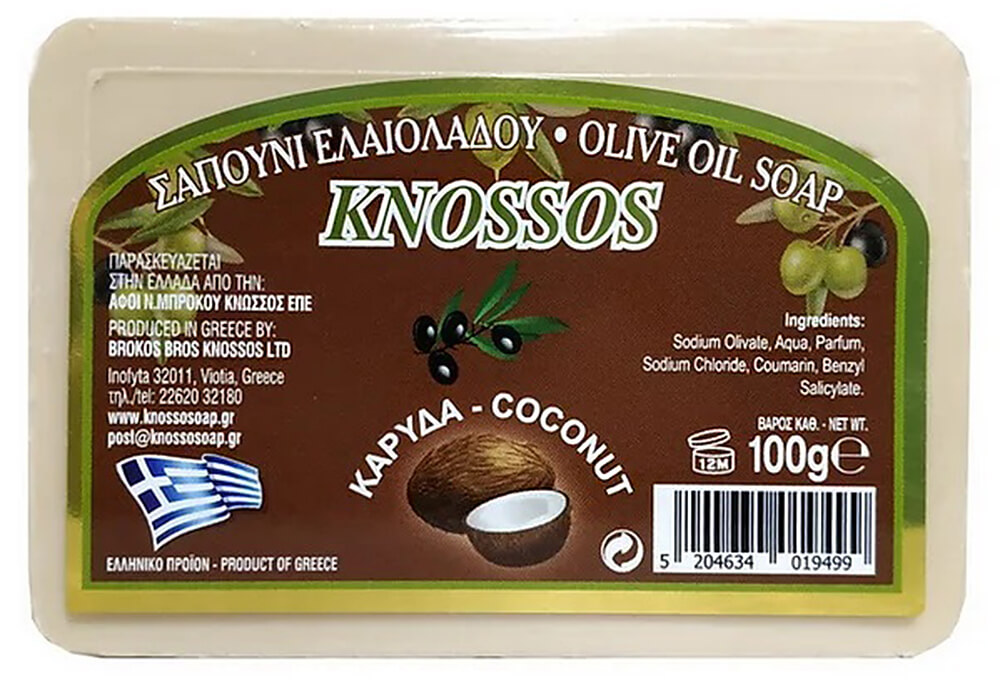 ΣΑΠΟΥΝΙ ΕΛΑΙΟΛΑΔΟΥ • OLIVE OIL SOAP
KNOSSOS
ΠΑΡΑΣΚΕΥΑΖΕΤΑΙ
ΣΤΗΝ ΕΛΛΑΔΑ ΑΠΟ ΤΗΝ:
ΑΦΟΙ Ν.ΜΠΡΟΚΟΥ ΚΝΩΣΣΟΣ ΕΠΕ
PRODUCED IN GREECE BY:
BROKOS BROS KNOSSOS LTD
Inofyta 32011, Viotia, Greece
τηλ./tel: 22620 32180
www.knossosoap.gr
post@knossosoap.gr
ΕΛΛΗΝΙΚΟ ΠΡΟΪΟΝ - PRODUCT OF GREECE
ΚΑΡΥΔΑ - COCONUT
Ingredients:
Sodium Olivate, Aqua, Parfum,
Sodium Chloride, Coumarin, Benzyl
Salicylate.
ΒΑΡΟΣ ΚΑΘ. - NET WT.
12M 100g℮
5 204634 019499